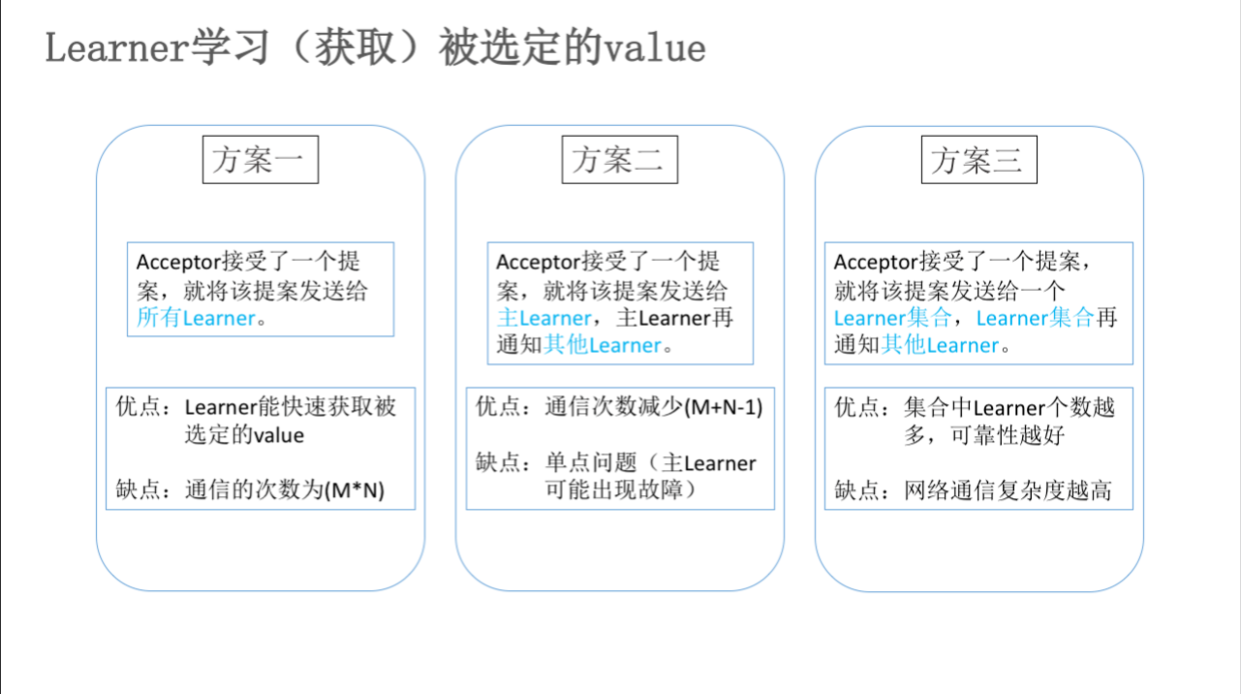 Learner学习（获取）被选定的value
方案一
Acceptor接受了一个提
案，就将该提案发送给
所有Learner。
优点：Learner能快速获取被
选定的value
缺点：通信的次数为(M*N)
方案二
Acceptor接受了一个提
案，就将该提案发送给
主Learner，主Learner再
通知其他Learner。
优点：通信次数减少(M+N-1)
缺点：单点问题（主Learner
可能出现故障）
方案三
Acceptor接受了一个提案，
就将该提案发送给一个
Learner集合，Learner集合再
通知其他Learner。
优点：集合中Learner个数越
多，可靠性越好
缺点：网络通信复杂度越高